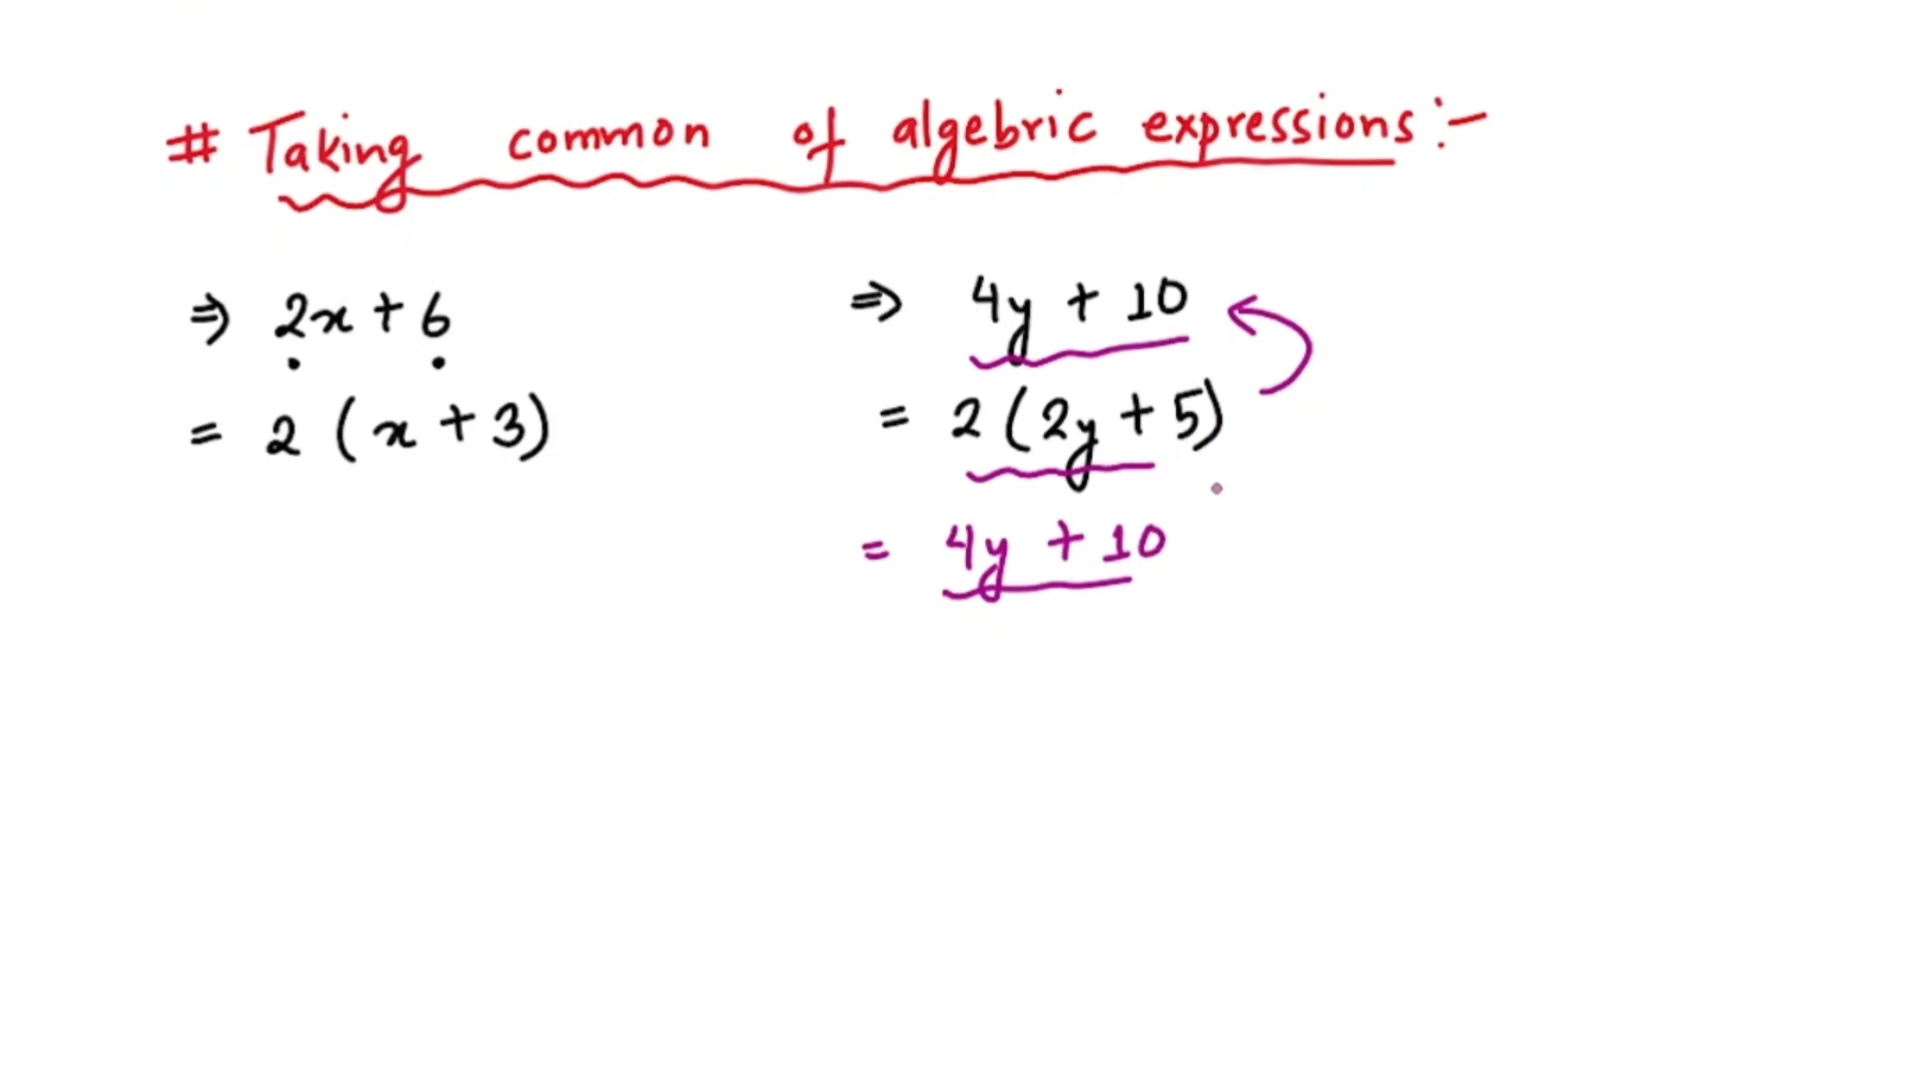 # Taking common of algebric expressions :-
⇒ 2x + 6
= 2 (x + 3)
⇒ 4y + 10
= 2 (2y + 5)
= 4y + 10